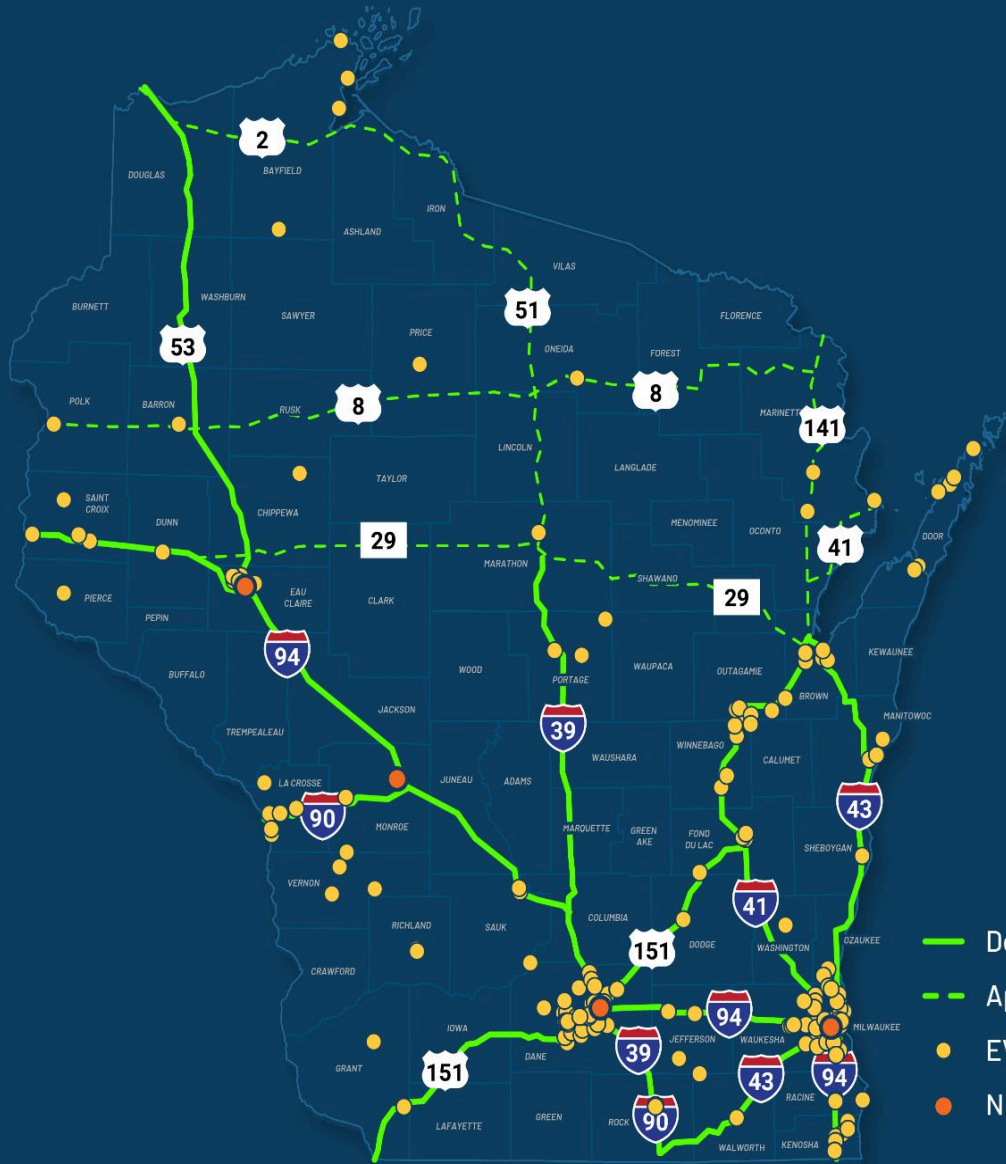 2
DOUGLAS
BAYFIELD
IRON
ASHLAND
VILAS
BURNETT
WASHBURN
SAWYER
51
FLORENCE
PRICE
53
ONEIDA
FOREST
8
8
POLK
BARRON
RUSK
MARINETT
141
LINCOLN
LANGLADE
TAYLOR
SAINT
CROIX
CHIPPEWA
DUNN
MENOMINEE
OCONTO
29
41
DOOR
MARATHON
SHAWANO
PIERCE
EAU
CLAIRE
CLARK
29
PEPIN
94
KEWAUNEE
BUFFALO
WOOD
PORTAGE
WAUPACA
OUTAGAMIE
BROWN
JACKSON
MANITOWOC
TREMPEALEAU
39
WINNEBAGO
WAUSHARA
CALUMET
LA CROSSE
JUNEAU
ADAMS
43
90
MONROE
MARQUETTE
GREEN
AKE
FOND
DU LAC
SHEBOYGAN
VERNON
41
RICHLAND
SAUK
COLUMBIA
151
DODGE
WASHINGTON
OZAUKEE
De
CRAWFORD
Ap
94
IOWA
JEFFERSON
WAUKESHA
MILWAUKEE
DANE
39
EV
GRANT
151
43
94
RACINE
N
90
ROCK
LAFAYETTE
GREEN
WALWORTH
KENOSHA